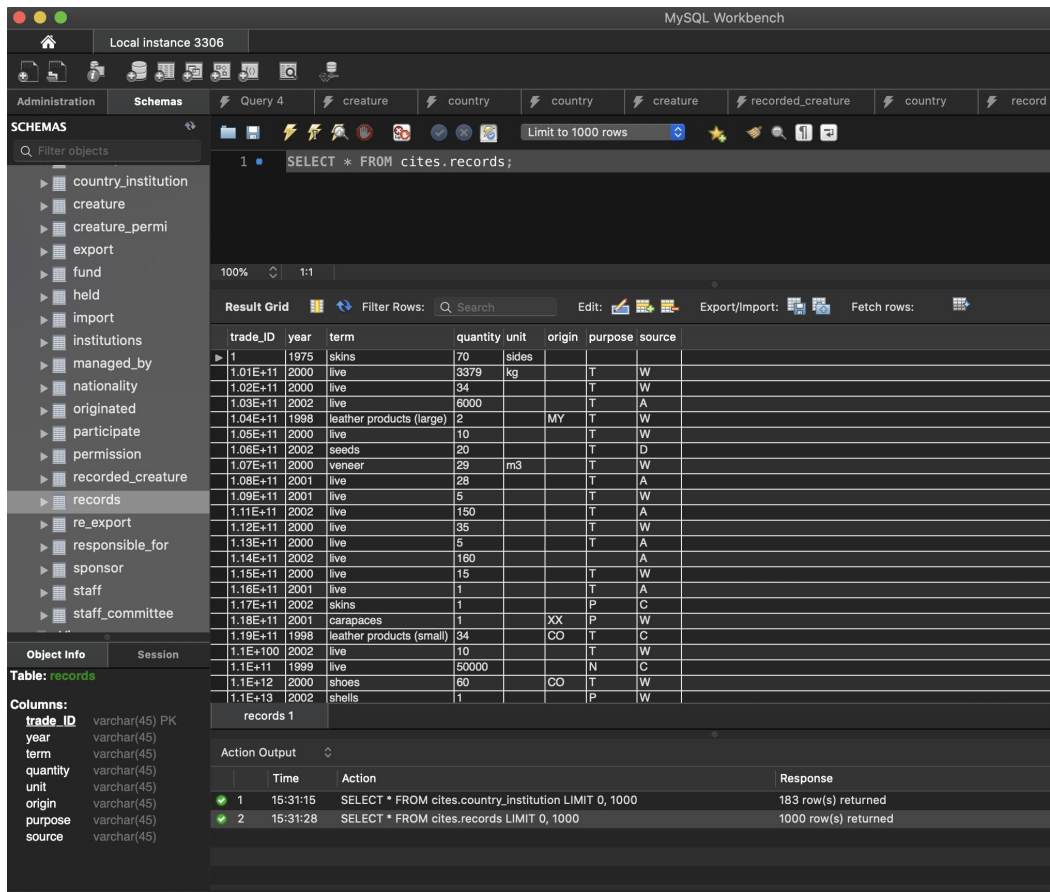 MySQL Workbench
Local instance 3306
Administration Schemas Query 4 creature country country creature recorded_creature country record
SCHEMAS
Filter objects
Limit to 1000 rows
1 SELECT * FROM cites.records;
country_institution
creature
creature_permi
export
fund
held
import
institutions
managed_by
nationality
originated
participate
permission
recorded_creature
records
re_export
responsible_for
sponsor
staff
staff_committee
100% 1:1
Result Grid Filter Rows: Search Edit: Export/Import: Fetch rows:
trade_ID year term quantity unit origin purpose source
1 1975 skins 70 sides
1.01E+11 2000 live 3379 kg T W
1.02E+11 2000 live 34 T W
1.03E+11 2002 live 6000 T A
1.04E+11 1998 leather products (large) 2 MY T W
1.05E+11 2000 live 10 T W
1.06E+11 2002 seeds 20 T D
1.07E+11 2000 veneer 29 m3 T W
1.08E+11 2001 live 28 T A
1.09E+11 2001 live 5 T W
1.11E+11 2002 live 150 T A
1.12E+11 2000 live 35 T W
1.13E+11 2000 live 5 T A
1.14E+11 2002 live 160 A
1.15E+11 2000 live 15 T W
1.16E+11 2001 live 1 T A
1.17E+11 2002 skins 1 P C
1.18E+11 2001 carapaces 1 XX P W
1.19E+11 1998 leather products (small) 34 CO T C
1.1E+100 2002 live 10 T W
1.1E+11 1999 live 50000 N C
1.1E+12 2000 shoes 60 CO T W
1.1E+13 2002 shells 1 P W
records 1
Object Info Session
Table: records
Columns:
trade_ID varchar(45) PK
year varchar(45)
term varchar(45)
quantity varchar(45)
unit varchar(45)
origin varchar(45)
purpose varchar(45)
source varchar(45)
Action Output
Time Action Response
1 15:31:15 SELECT * FROM cites.country_institution LIMIT 0, 1000 183 row(s) returned
2 15:31:28 SELECT * FROM cites.records LIMIT 0, 1000 1000 row(s) returned